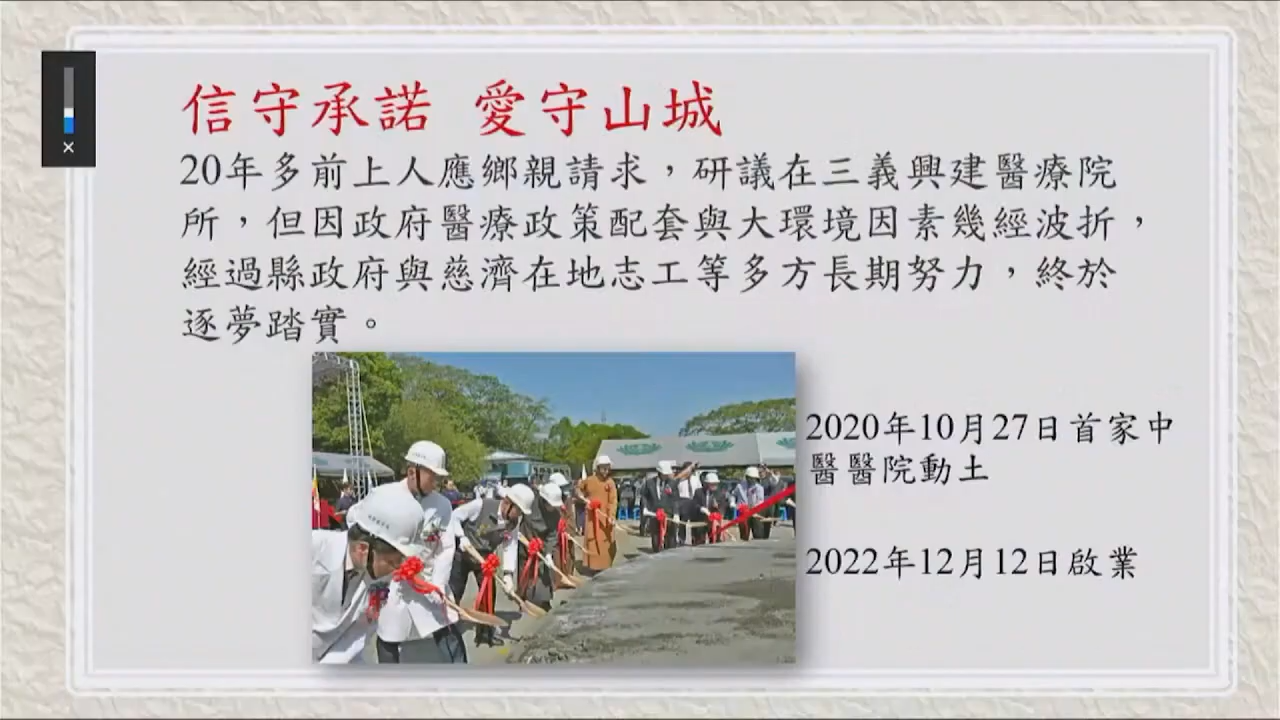 信守承諾 愛守山城
20年多前上人應鄉親請求，研議在三義興建醫療院
所，但因政府醫療政策配套與大環境因素幾經波折，
經過縣政府與慈濟在地志工等多方長期努力，終於
逐夢踏實。
2020年10月27日首家中
醫醫院動土
2022年12月12日啟業